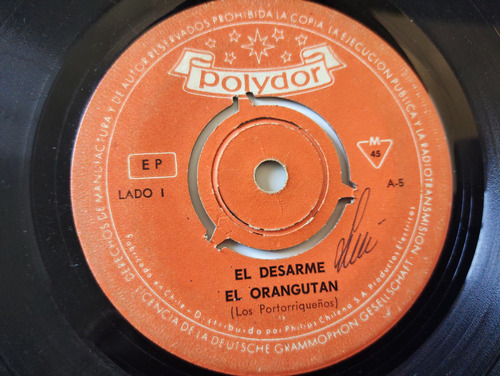 polydor
EP
LADO I
M
45
A-5
EL DESARME
EL ORANGUTAN
(Los Portorriqueños)
DERECHOS DE MANUFACTURA Y DE AUTOR RESERVADOS PROHIBIDA LA COPIA, LA EJECUCION PUBLICA Y LA RADIOTRANSMISION
Fabricado en Chile - Distribuido por Philips Chilena S.A. Productos Electricos
LICENCIA DE LA DEUTSCHE GRAMMOPHON GESELLSCHAFT HANNOVER